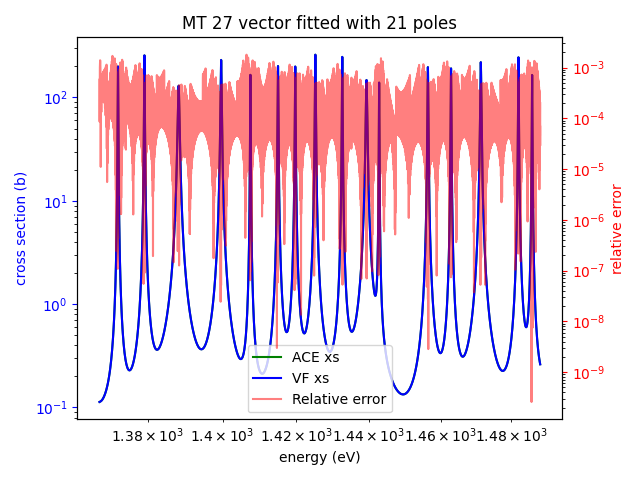 MT 27 vector fitted with 21 poles
cross section (b)
10²
10¹
10⁰
10⁻¹
10⁻³
10⁻⁴
10⁻⁵
10⁻⁶
10⁻⁷
10⁻⁸
10⁻⁹
relative error
ACE xs
VF xs
Relative error
1.38 × 10³ 1.4 × 10³ 1.42 × 10³ 1.44 × 10³ 1.46 × 10³ 1.48 × 10³
energy (eV)